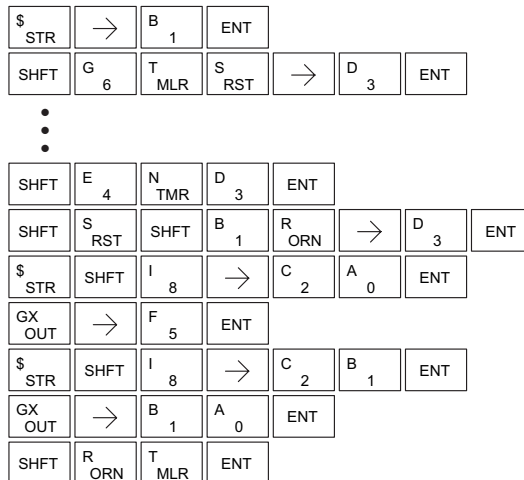 $ STR → B 1 ENT
SHFT G 6 T MLR S RST → D 3 ENT
SHFT E 4 N TMR D 3 ENT
SHFT S RST SHFT B 1 R ORN → D 3 ENT
$ STR SHFT I 8 → C 2 A 0 ENT
GX OUT → F 5 ENT
$ STR SHFT I 8 → C 2 B 1 ENT
GX OUT → B 1 A 0 ENT
SHFT R ORN T MLR ENT